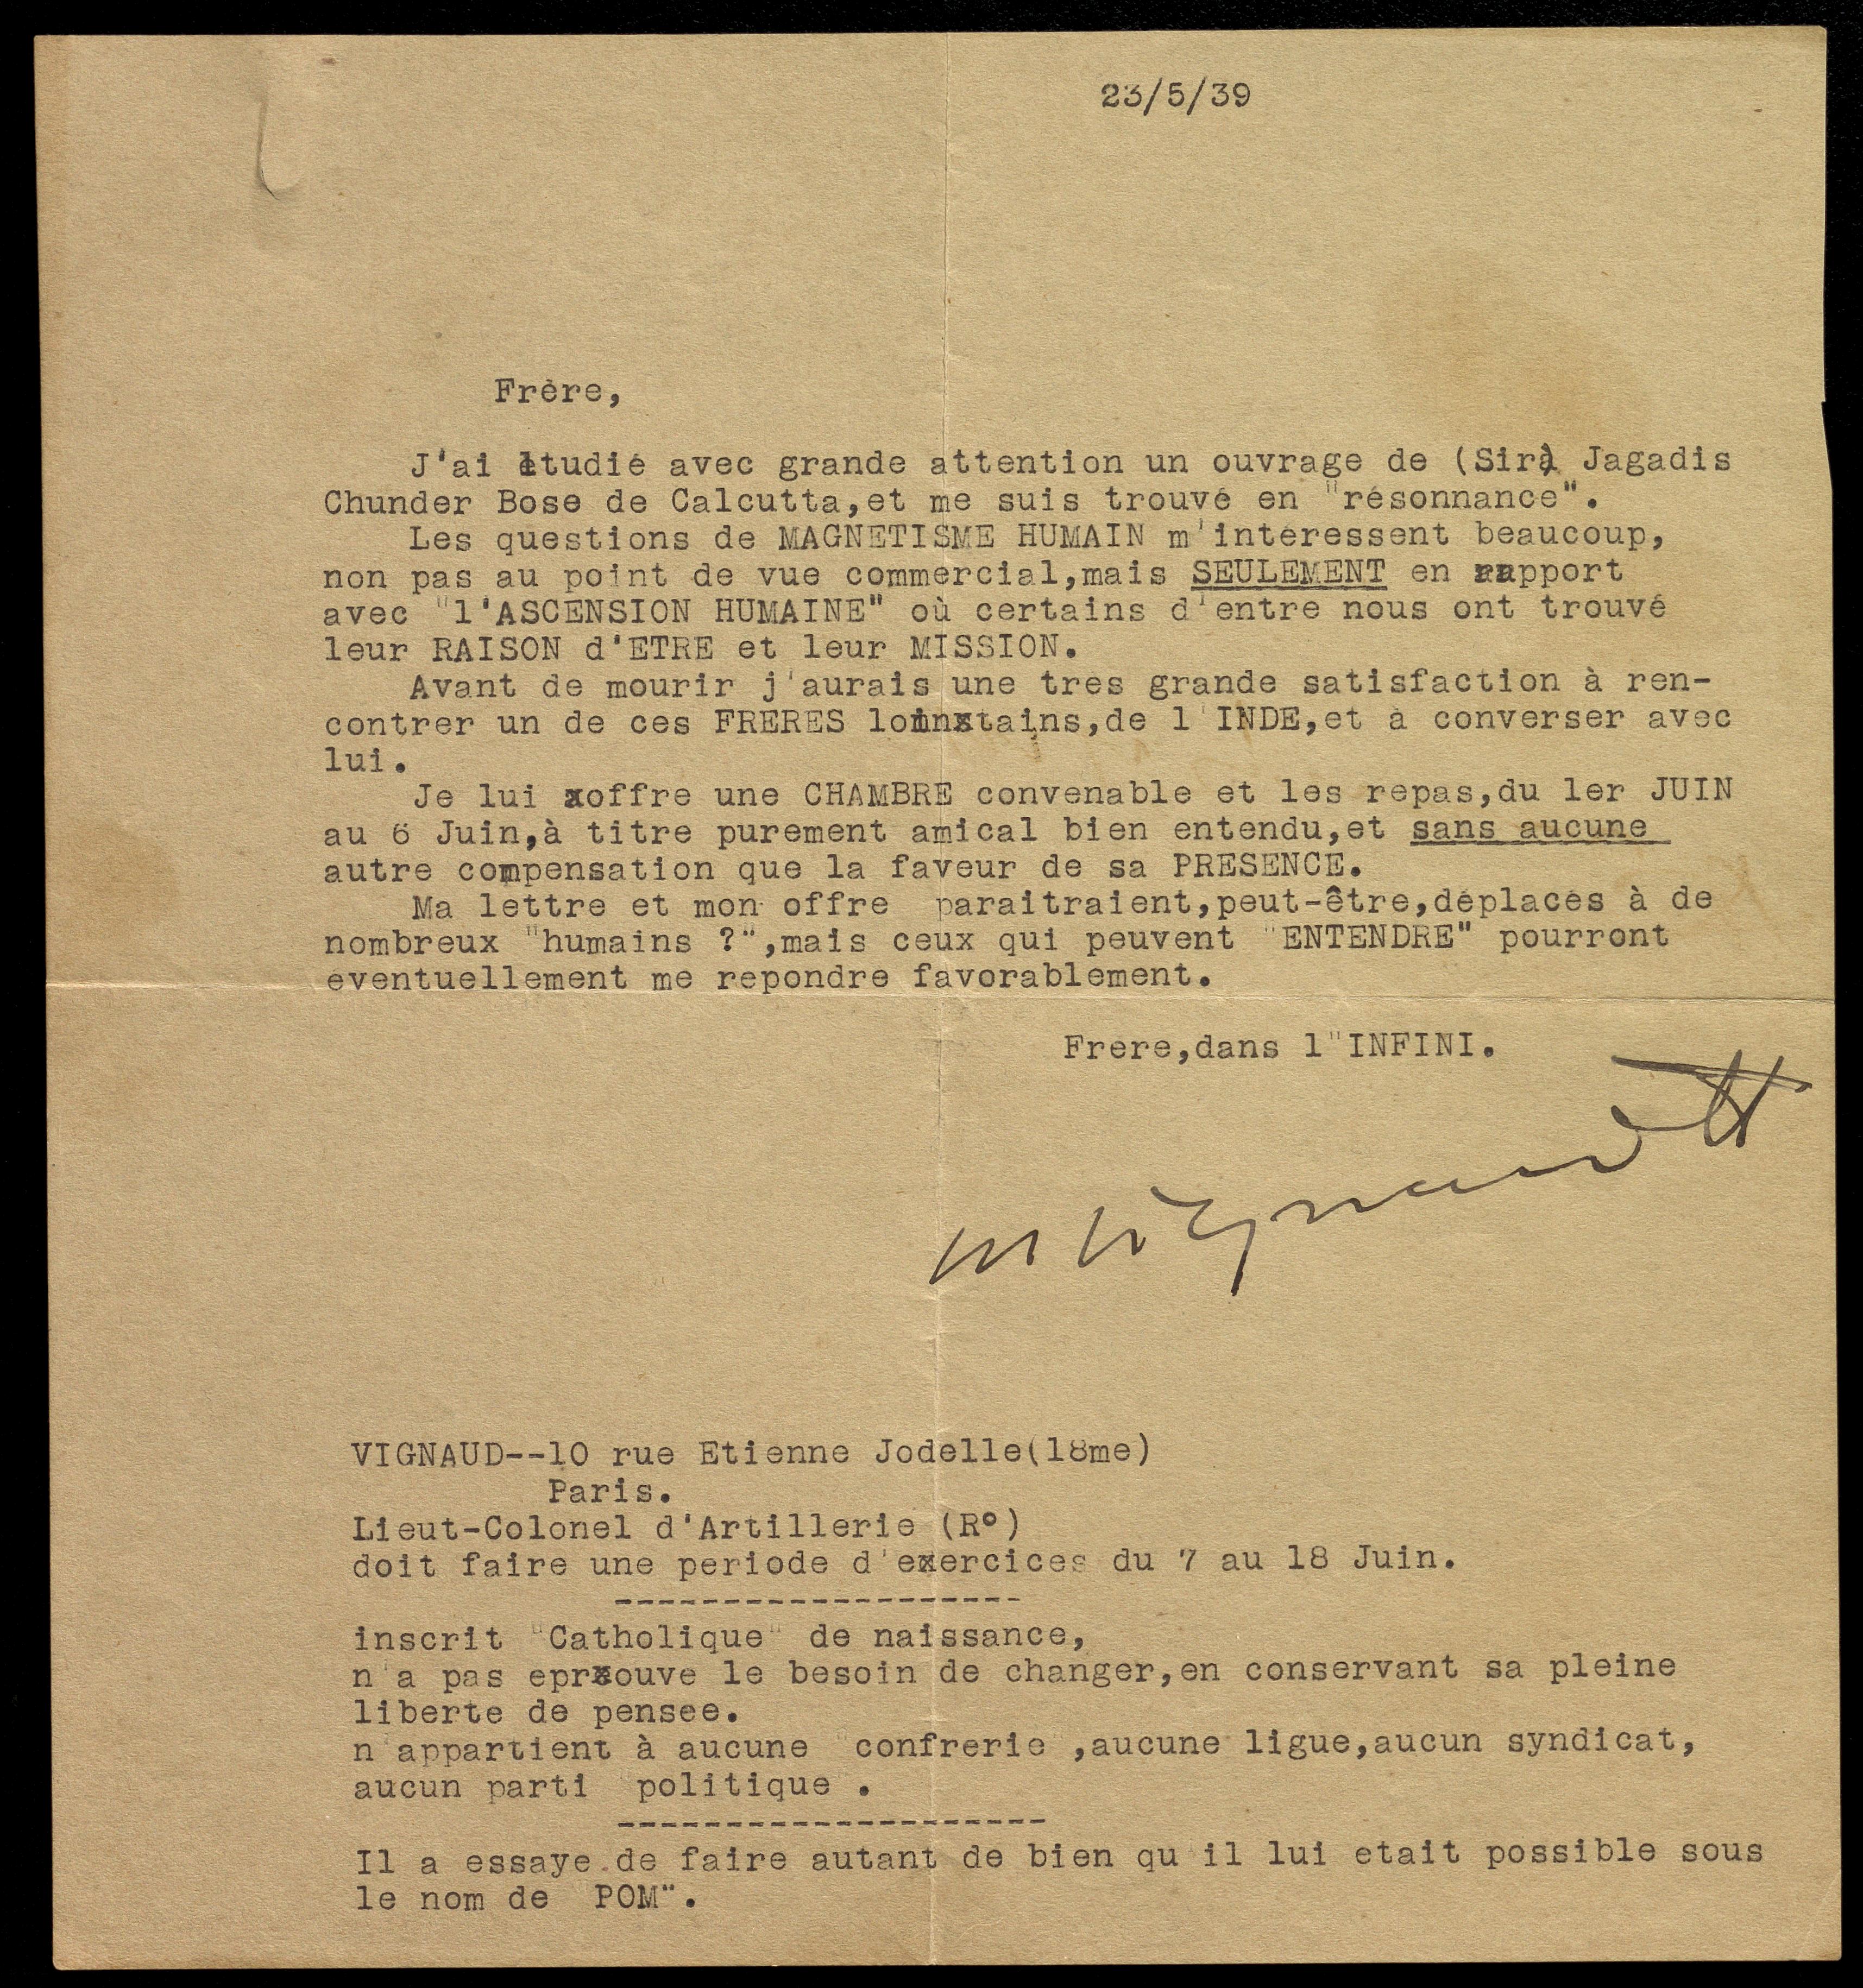 23/5/39
Frère,
J'ai étudié avec grande attention un ouvrage de (Sir) Jagadis
Chunder Bose de Calcutta,et me suis trouvé en "résonnance".
Les questions de MAGNETISME HUMAIN m'intéressent beaucoup,
non pas au point de vue commercial,mais SEULEMENT en rapport
avec "l'ASCENSION HUMAINE" où certains d'entre nous ont trouvé
leur RAISON d'ETRE et leur MISSION.
Avant de mourir j'aurais une tres grande satisfaction à ren-
contrer un de ces FRERES lointains,de l'INDE,et à converser avec
lui.
Je lui offre une CHAMBRE convenable et les repas,du 1er JUIN
au 6 Juin,à titre purement amical bien entendu,et sans aucune
autre compensation que la faveur de sa PRESENCE.
Ma lettre et mon offre paraitraient,peut-être,déplacés à de
nombreux "humains ?",mais ceux qui peuvent "ENTENDRE" pourront
eventuellement me repondre favorablement.
Frere,dans l"INFINI.
M Vignaud
VIGNAUD--10 rue Etienne Jodelle(18me)
Paris.
Lieut-Colonel d'Artillerie (R°)
doit faire une periode d'exercices du 7 au 18 Juin.
-------------------
inscrit "Catholique" de naissance,
n'a pas eprouve le besoin de changer,en conservant sa pleine
liberte de pensee.
n'appartient à aucune "confrerie",aucune ligue,aucun syndicat,
aucun parti "politique".
--------------------
Il a essaye de faire autant de bien qu'il lui etait possible sous
le nom de "POM".